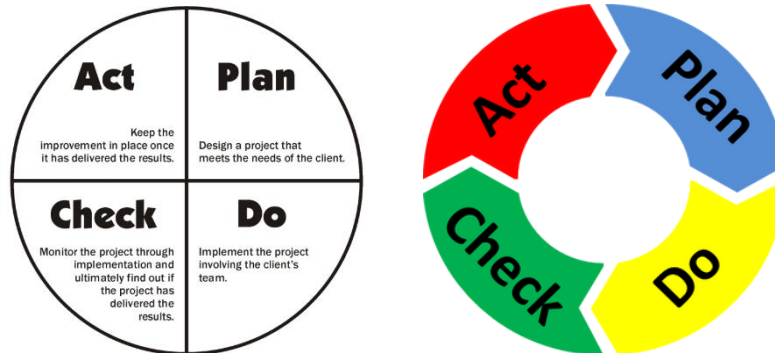 Act
Keep the
improvement in place once
it has delivered the results.
Plan
Design a project that
meets the needs of the client.
Check
Monitor the project through
implementation and
ultimately find out if
the project has
delivered the
results.
Do
Implement the project
involving the client's
team.
Act
Plan
Check
Do